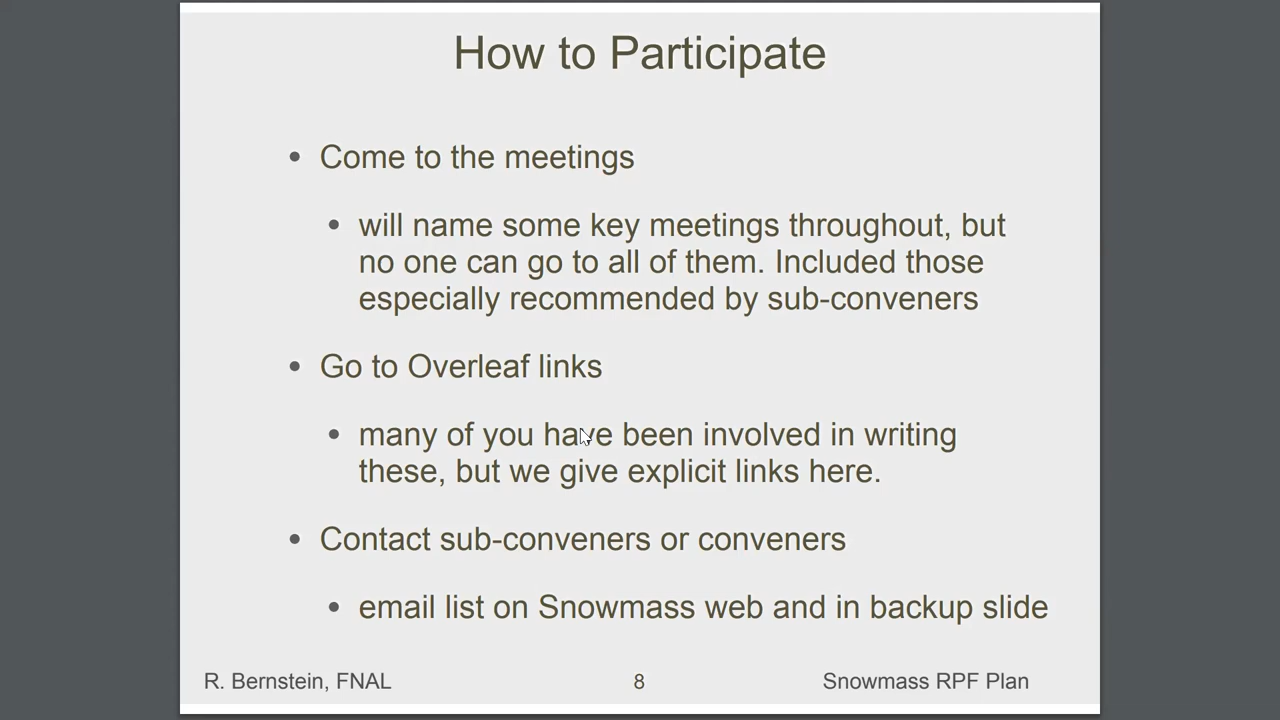 How to Participate
• Come to the meetings
• will name some key meetings throughout, but
no one can go to all of them. Included those
especially recommended by sub-conveners
• Go to Overleaf links
• many of you have been involved in writing
these, but we give explicit links here.
• Contact sub-conveners or conveners
• email list on Snowmass web and in backup slide
R. Bernstein, FNAL 8 Snowmass RPF Plan